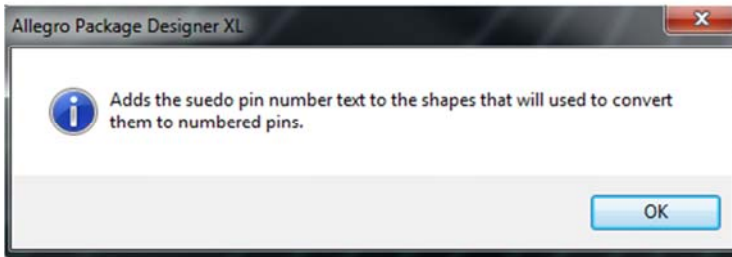 Allegro Package Designer XL
Adds the suedo pin number text to the shapes that will used to convert
them to numbered pins.
OK